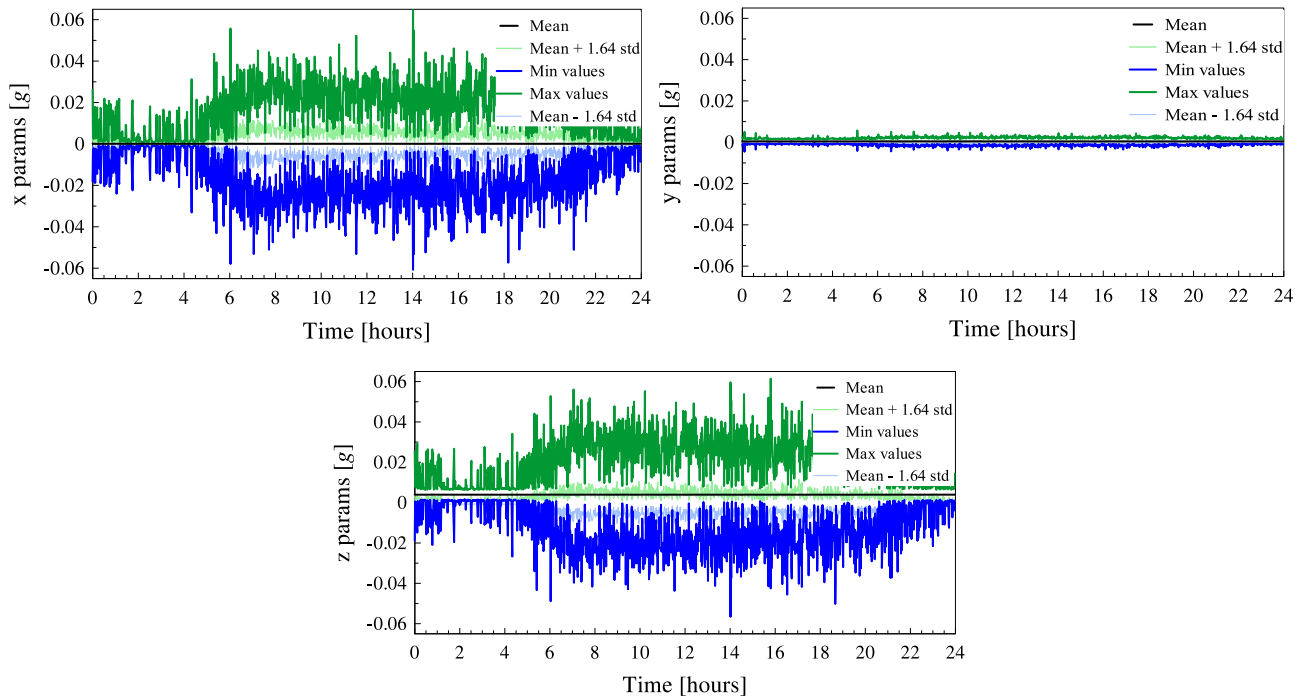 0.06
0.04
0.02
0
-0.02
-0.04
-0.06
x params [g]
Mean
Mean + 1.64 std
Min values
Max values
Mean - 1.64 std
0 2 4 6 8 10 12 14 16 18 20 22 24
Time [hours]
0.06
0.04
0.02
0
-0.02
-0.04
-0.06
y params [g]
Mean
Mean + 1.64 std
Min values
Max values
Mean - 1.64 std
0 2 4 6 8 10 12 14 16 18 20 22 24
Time [hours]
0.06
0.04
0.02
0
-0.02
-0.04
-0.06
z params [g]
Mean
Mean + 1.64 std
Min values
Max values
Mean - 1.64 std
0 2 4 6 8 10 12 14 16 18 20 22 24
Time [hours]